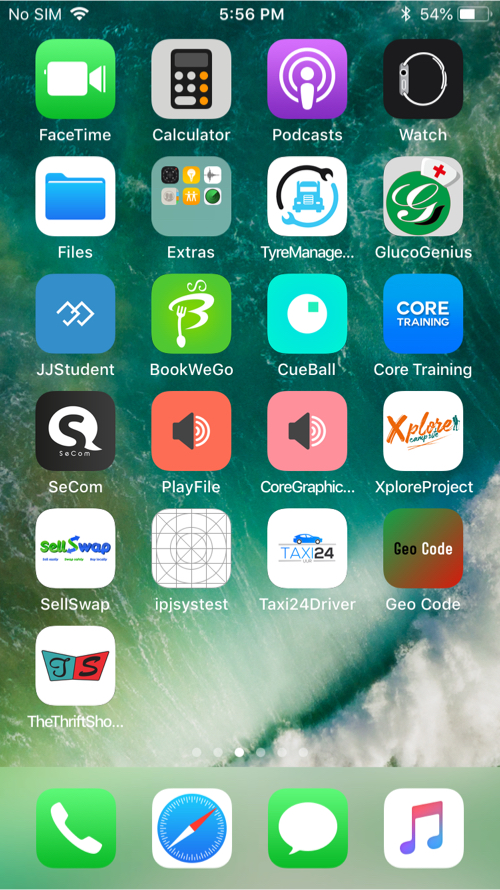 No SIM 5:56 PM 54%
FaceTime Calculator Podcasts Watch
Files Extras TyreManage... GlucoGenius
CORE
TRAINING
JJStudent BookWeGo CueBall Core Training
SeCom
Xplore
SeCom PlayFile CoreGraphic... XploreProject
SellSwap TAXI24 Geo Code
SellSwap ipjsystest Taxi24Driver Geo Code
TS
TheThriftSho...